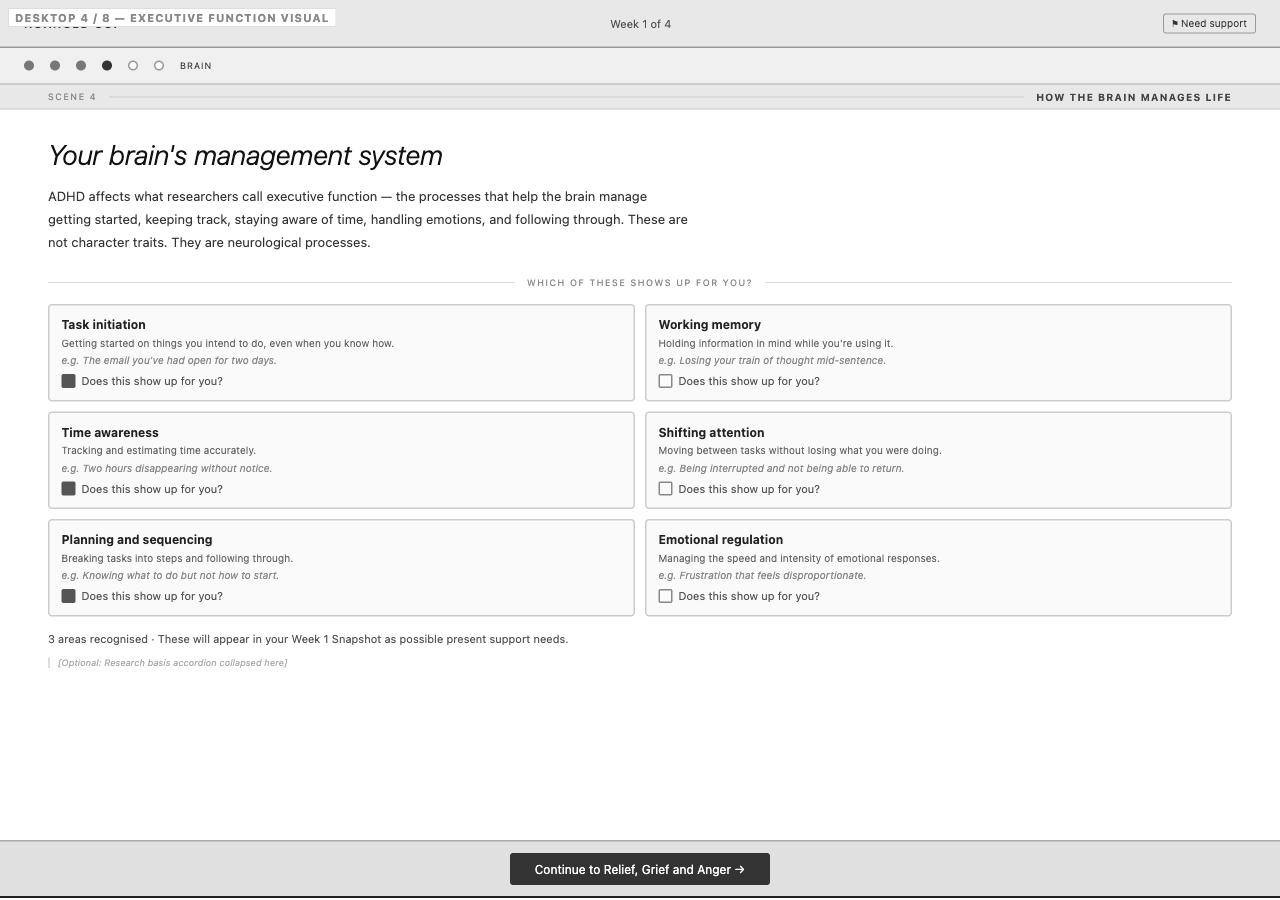 DESKTOP 4 / 8 — EXECUTIVE FUNCTION VISUAL
Week 1 of 4
⚑ Need support
BRAIN
SCENE 4
HOW THE BRAIN MANAGES LIFE
Your brain's management system
ADHD affects what researchers call executive function — the processes that help the brain manage
getting started, keeping track, staying aware of time, handling emotions, and following through. These are
not character traits. They are neurological processes.
WHICH OF THESE SHOWS UP FOR YOU?
Task initiation
Getting started on things you intend to do, even when you know how.
e.g. The email you've had open for two days.
Does this show up for you?
Working memory
Holding information in mind while you're using it.
e.g. Losing your train of thought mid-sentence.
Does this show up for you?
Time awareness
Tracking and estimating time accurately.
e.g. Two hours disappearing without notice.
Does this show up for you?
Shifting attention
Moving between tasks without losing what you were doing.
e.g. Being interrupted and not being able to return.
Does this show up for you?
Planning and sequencing
Breaking tasks into steps and following through.
e.g. Knowing what to do but not how to start.
Does this show up for you?
Emotional regulation
Managing the speed and intensity of emotional responses.
e.g. Frustration that feels disproportionate.
Does this show up for you?
3 areas recognised · These will appear in your Week 1 Snapshot as possible present support needs.
[Optional: Research basis accordion collapsed here]
Continue to Relief, Grief and Anger →